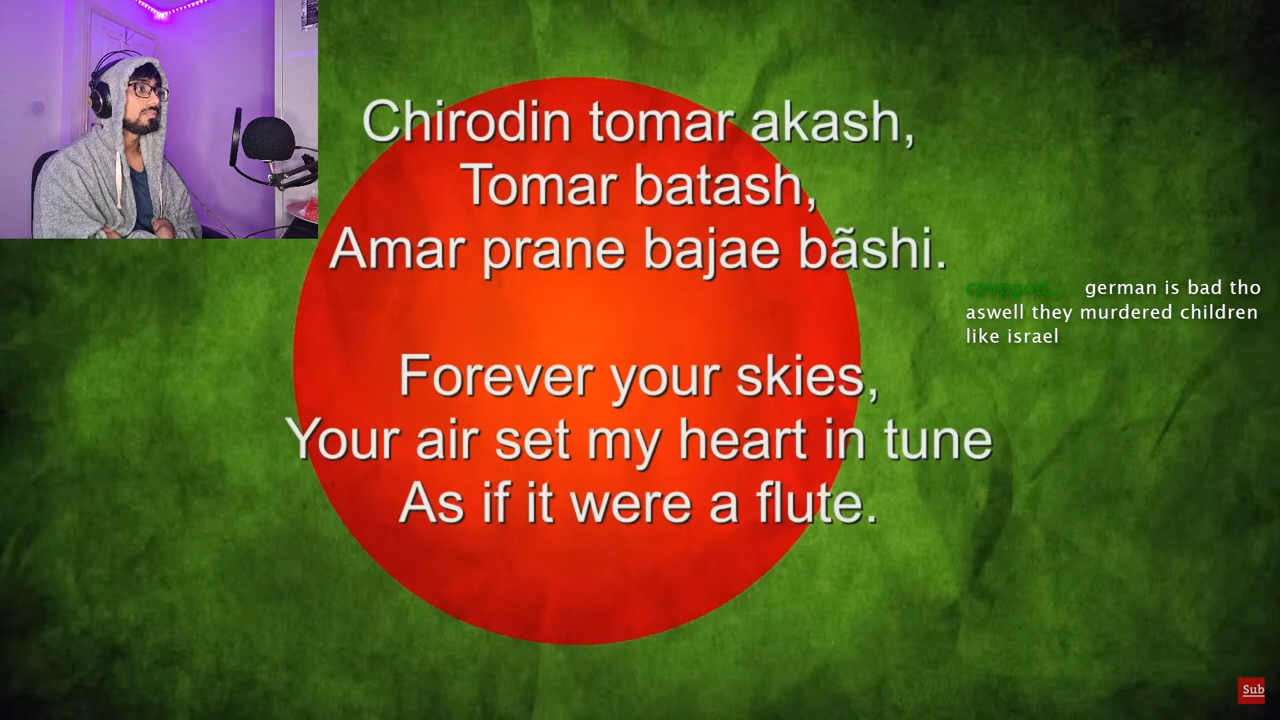 Chirodin tomar akash,
Tomar batash,
Amar prane bajae bãshi.
Forever your skies,
Your air set my heart in tune
As if it were a flute.
german is bad tho
aswell they murdered children
like israel
Sub